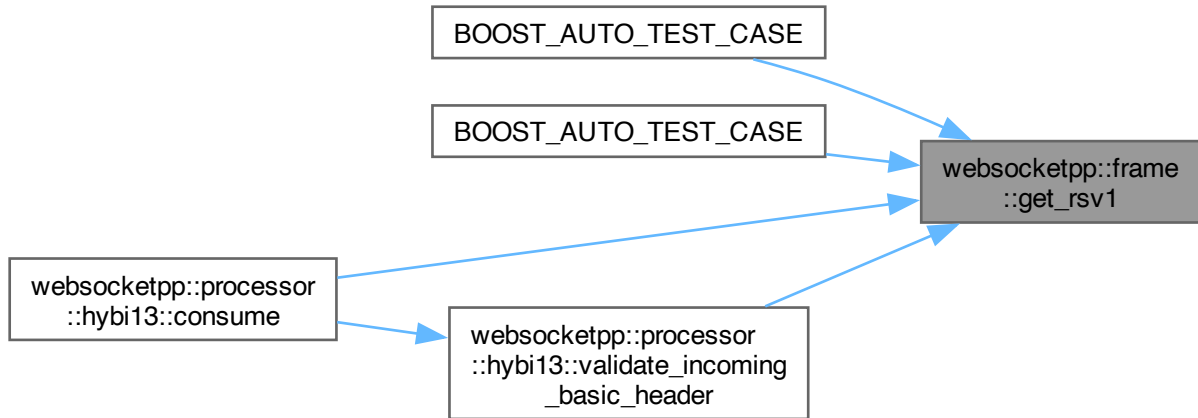 BOOST_AUTO_TEST_CASE
BOOST_AUTO_TEST_CASE
websocketpp::frame
::get_rsv1
websocketpp::processor
::hybi13::consume
websocketpp::processor
::hybi13::validate_incoming
_basic_header